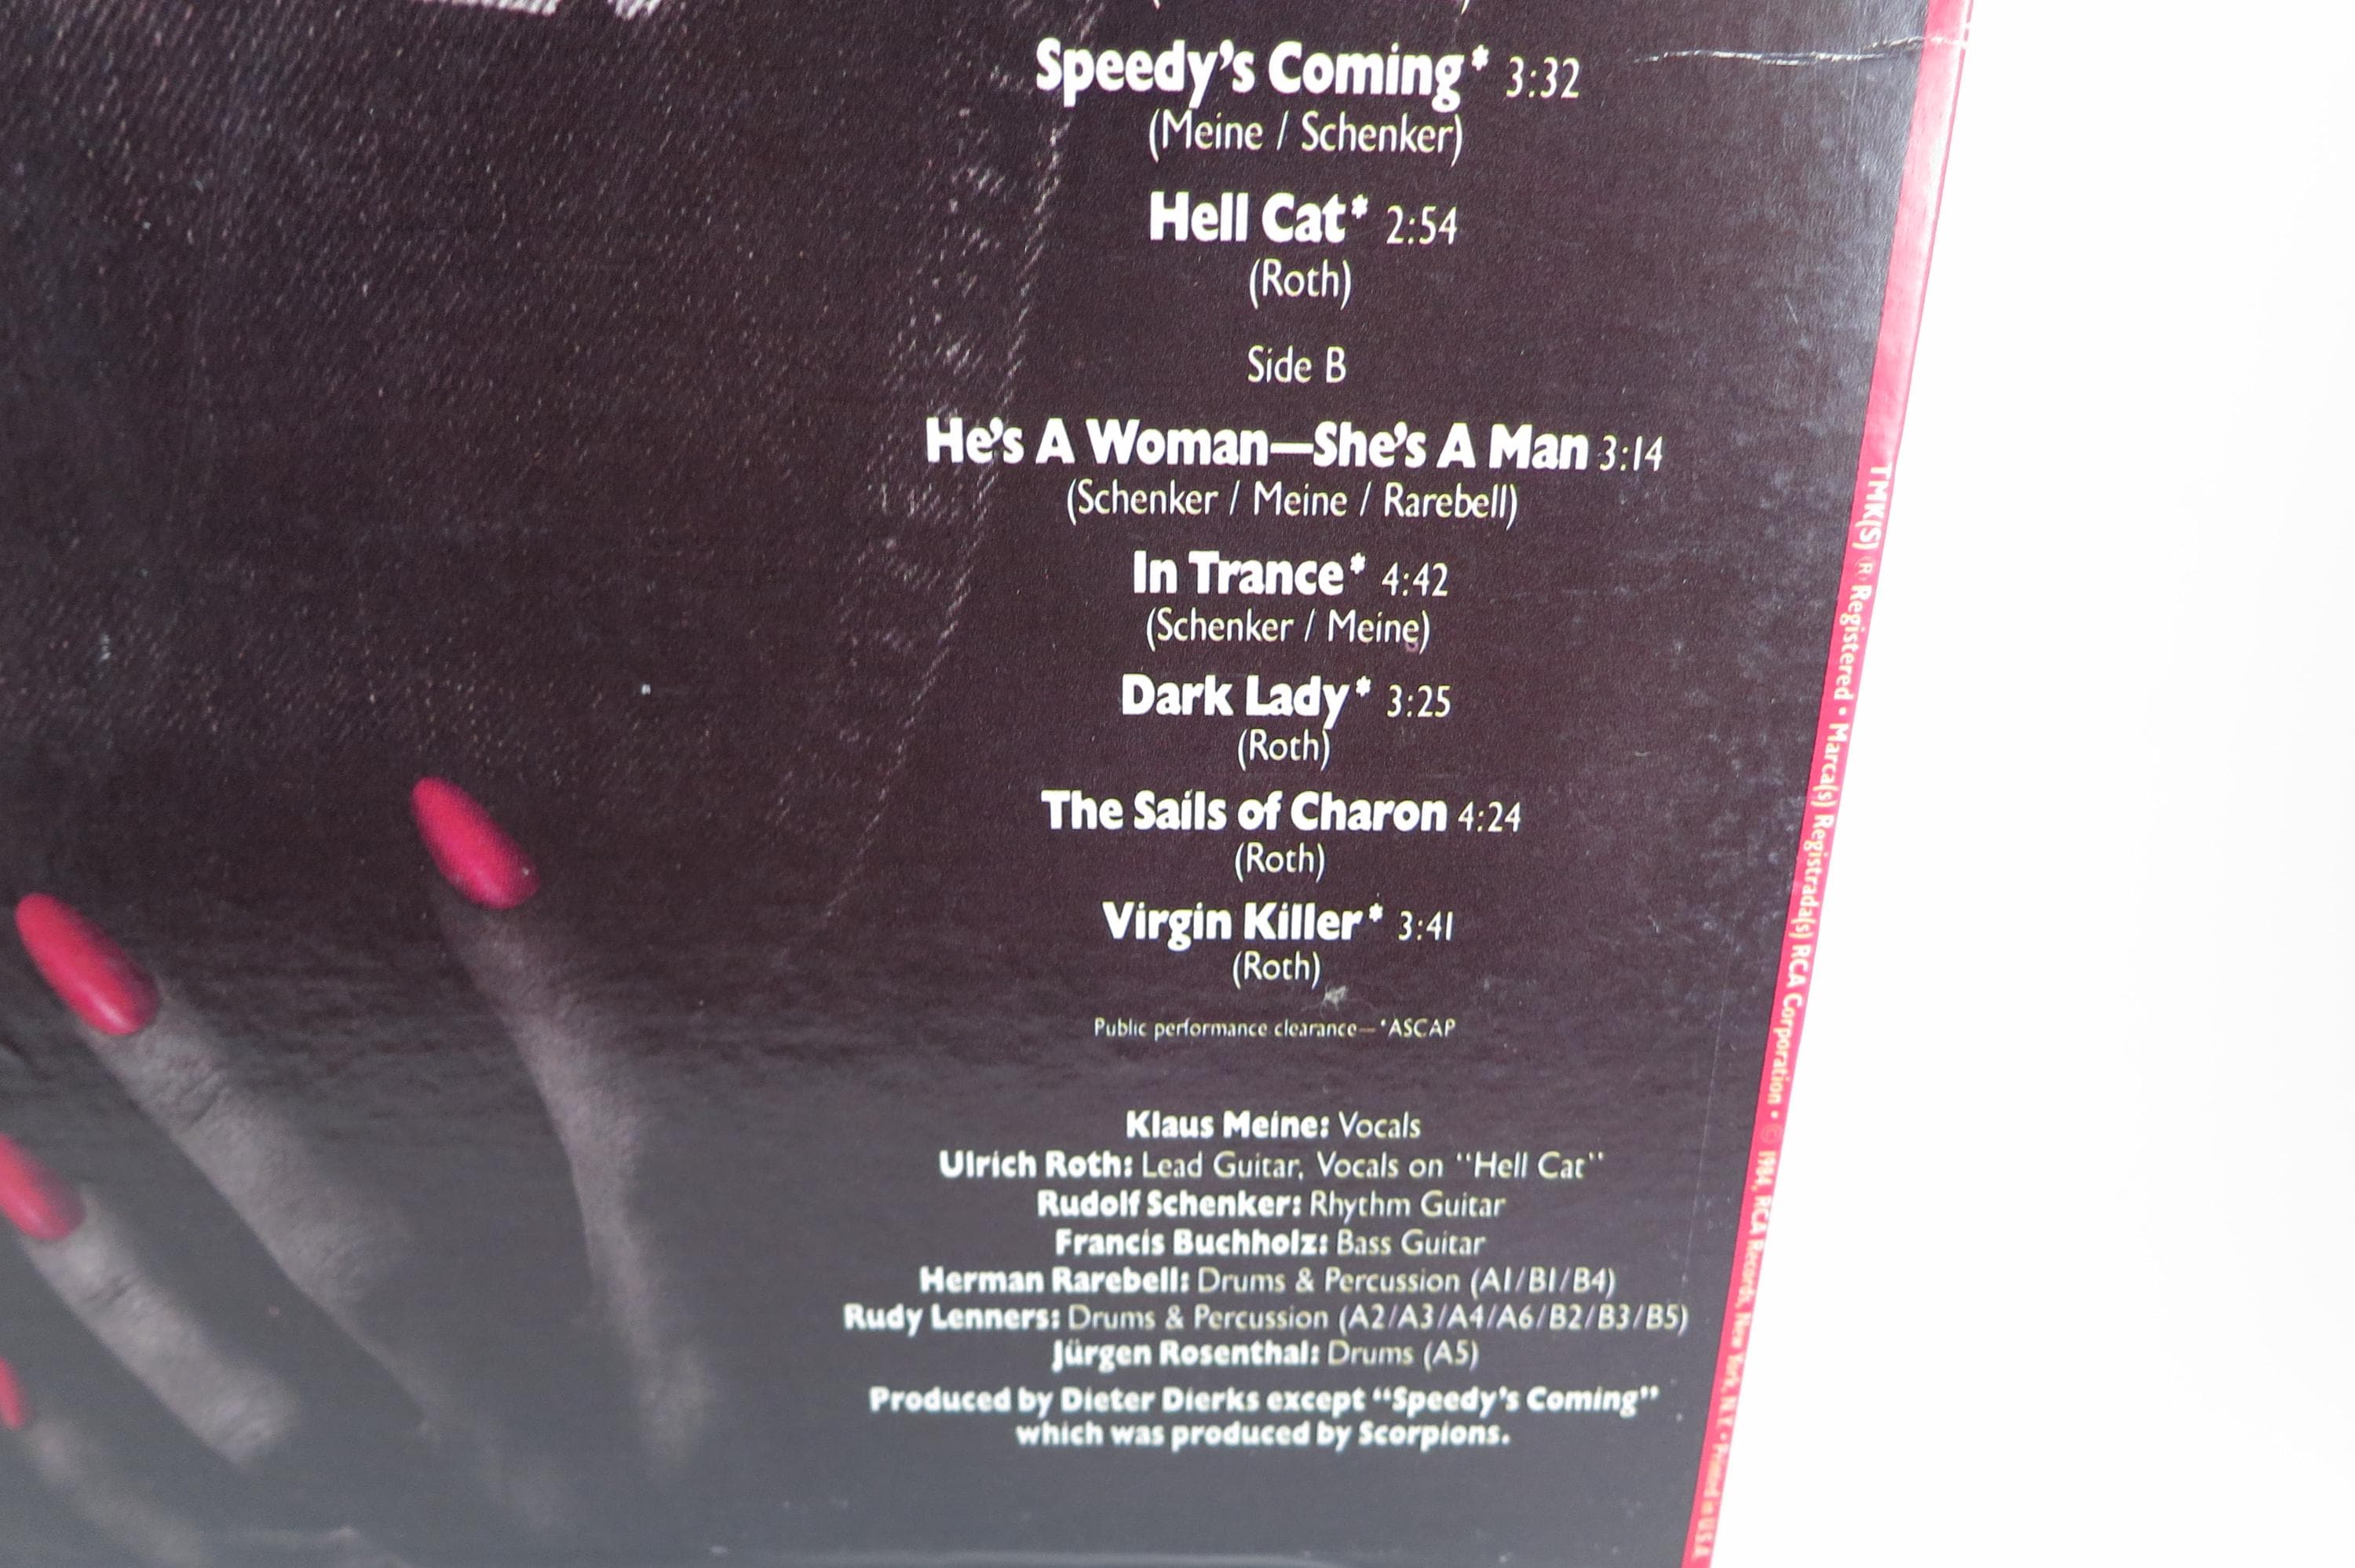 Speedy's Coming* 3:32
(Meine / Schenker)
Hell Cat* 2:54
(Roth)
Side B
He's A Woman—She's A Man 3:14
(Schenker / Meine / Rarebell)
In Trance* 4:42
(Schenker / Meine)
Dark Lady* 3:25
(Roth)
The Sails of Charon 4:24
(Roth)
Virgin Killer* 3:41
(Roth)
Public performance clearance—*ASCAP
Klaus Meine: Vocals
Ulrich Roth: Lead Guitar, Vocals on "Hell Cat"
Rudolf Schenker: Rhythm Guitar
Francis Buchholz: Bass Guitar
Herman Rarebell: Drums & Percussion (A1/B1/B4)
Rudy Lenners: Drums & Percussion (A2/A3/A4/A6/B2/B3/B5)
Jürgen Rosenthal: Drums (A5)
Produced by Dieter Dierks except "Speedy's Coming"
which was produced by Scorpions.
TMK(S) ® Registered • Marca(s) Registrada(s) RCA Corporation • © 1984, RCA Records, New York, N.Y. • Printed in U.S.A.